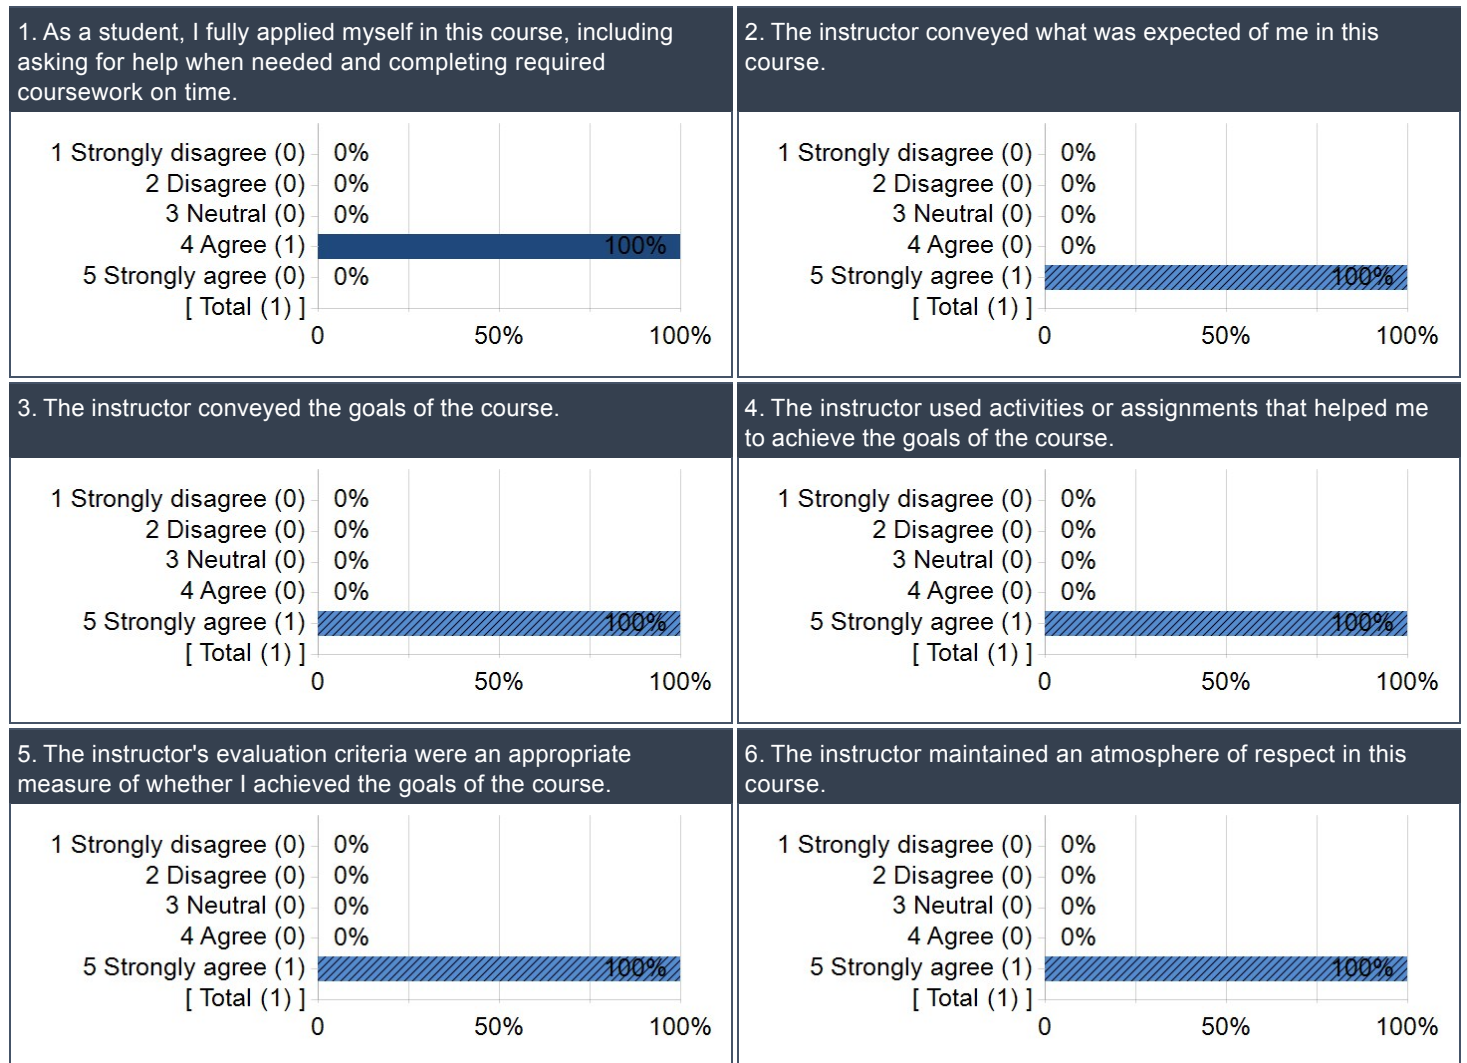 1. As a student, I fully applied myself in this course, including
asking for help when needed and completing required
coursework on time.
1 Strongly disagree (0) 0%
2 Disagree (0) 0%
3 Neutral (0) 0%
4 Agree (1) 100%
5 Strongly agree (0) 0%
[ Total (1) ]
0 50% 100%
2. The instructor conveyed what was expected of me in this
course.
1 Strongly disagree (0) 0%
2 Disagree (0) 0%
3 Neutral (0) 0%
4 Agree (0) 0%
5 Strongly agree (1) 100%
[ Total (1) ]
0 50% 100%
3. The instructor conveyed the goals of the course.
1 Strongly disagree (0) 0%
2 Disagree (0) 0%
3 Neutral (0) 0%
4 Agree (0) 0%
5 Strongly agree (1) 100%
[ Total (1) ]
0 50% 100%
4. The instructor used activities or assignments that helped me
to achieve the goals of the course.
1 Strongly disagree (0) 0%
2 Disagree (0) 0%
3 Neutral (0) 0%
4 Agree (0) 0%
5 Strongly agree (1) 100%
[ Total (1) ]
0 50% 100%
5. The instructor's evaluation criteria were an appropriate
measure of whether I achieved the goals of the course.
1 Strongly disagree (0) 0%
2 Disagree (0) 0%
3 Neutral (0) 0%
4 Agree (0) 0%
5 Strongly agree (1) 100%
[ Total (1) ]
0 50% 100%
6. The instructor maintained an atmosphere of respect in this
course.
1 Strongly disagree (0) 0%
2 Disagree (0) 0%
3 Neutral (0) 0%
4 Agree (0) 0%
5 Strongly agree (1) 100%
[ Total (1) ]
0 50% 100%